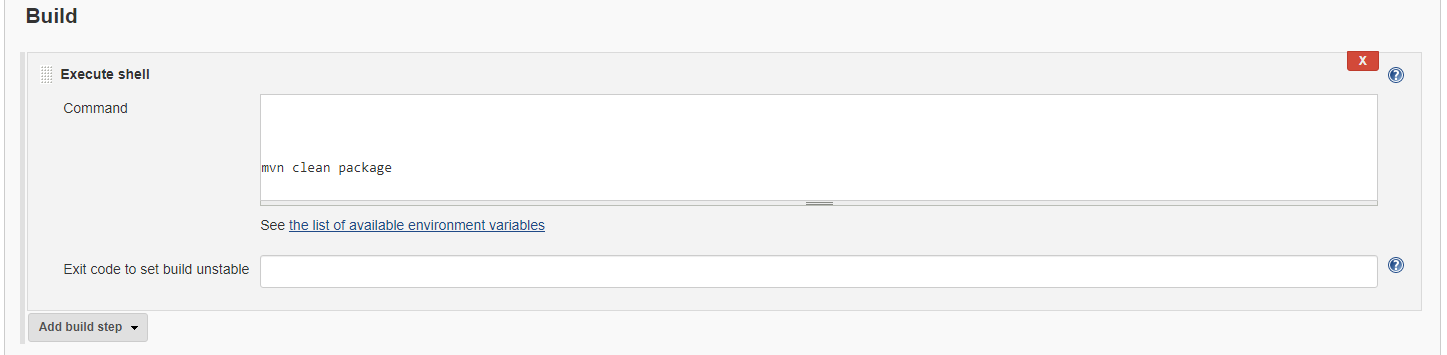 Build
Execute shell
X
?
Command
mvn clean package
See the list of available environment variables
Exit code to set build unstable
?
Add build step